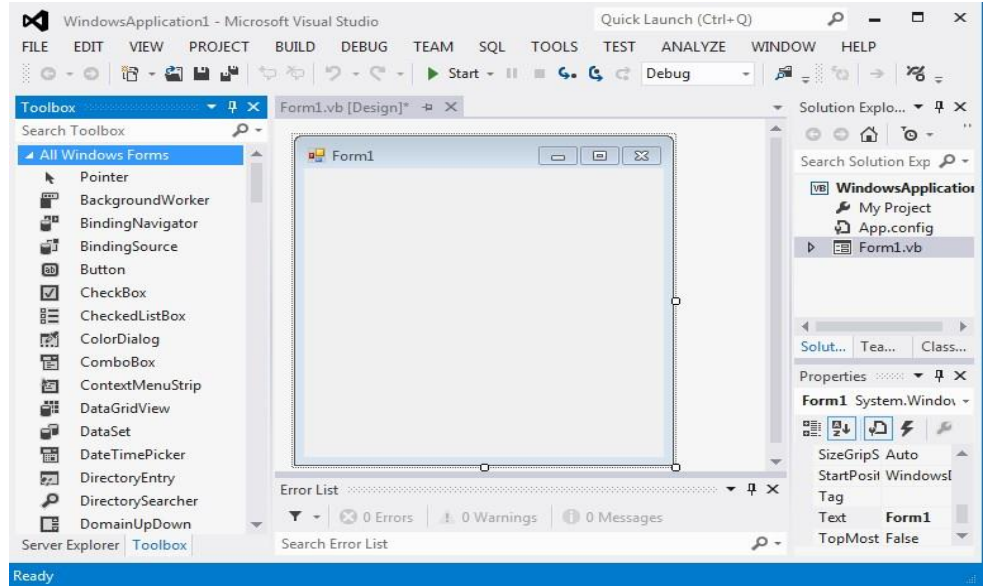 WindowsApplication1 - Microsoft Visual Studio
Quick Launch (Ctrl+Q)
FILE EDIT VIEW PROJECT BUILD DEBUG TEAM SQL TOOLS TEST ANALYZE WINDOW HELP
Start
Debug
Toolbox
Search Toolbox
All Windows Forms
Pointer
BackgroundWorker
BindingNavigator
BindingSource
Button
CheckBox
CheckedListBox
ColorDialog
ComboBox
ContextMenuStrip
DataGridView
DataSet
DateTimePicker
DirectoryEntry
DirectorySearcher
DomainUpDown
Server Explorer Toolbox
Form1.vb [Design]*
Form1
Error List
0 Errors 0 Warnings 0 Messages
Search Error List
Solution Explo...
Search Solution Exp
VB WindowsApplication
My Project
App.config
Form1.vb
Solut... Tea... Class...
Properties
Form1 System.Windov
SizeGripS Auto
StartPosit WindowsD
Tag
Text Form1
TopMost False
Ready